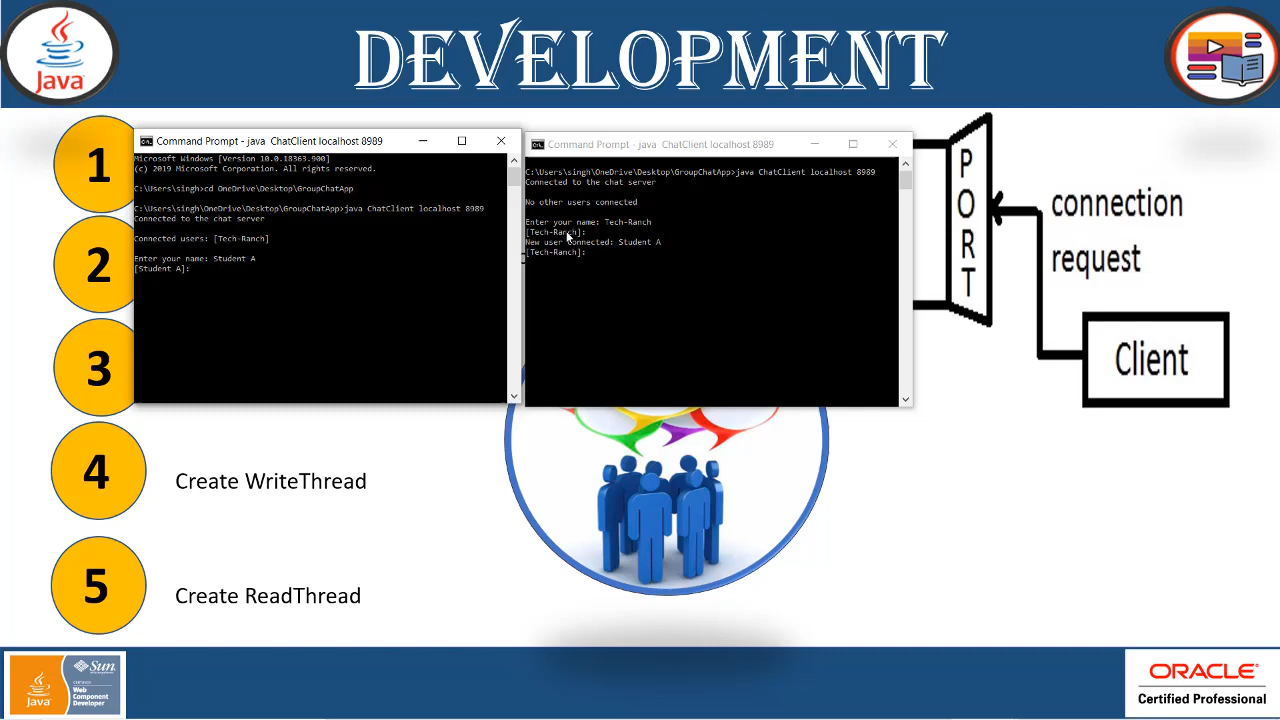 DEVELOPMENT
Java
1
2
3
4
5
Command Prompt - java ChatClient localhost 8989
Microsoft Windows [Version 10.0.18363.900]
(c) 2019 Microsoft Corporation. All rights reserved.
C:\Users\singh>cd OneDrive\Desktop\GroupChatApp
C:\Users\singh\OneDrive\Desktop\GroupChatApp>java ChatClient localhost 8989
Connected to the chat server
Connected users: [Tech-Ranch]
Enter your name: Student A
[Student A]:
Command Prompt - java ChatClient localhost 8989
C:\Users\singh\OneDrive\Desktop\GroupChatApp>java ChatClient localhost 8989
Connected to the chat server
No other users connected
Enter your name: Tech-Ranch
[Tech-Ranch]:
New user connected: Student A
[Tech-Ranch]:
PORT
connection
request
Client
Create WriteThread
Create ReadThread
Java
Sun
CERTIFIED
Web
Component
Developer
ORACLE
Certified Professional